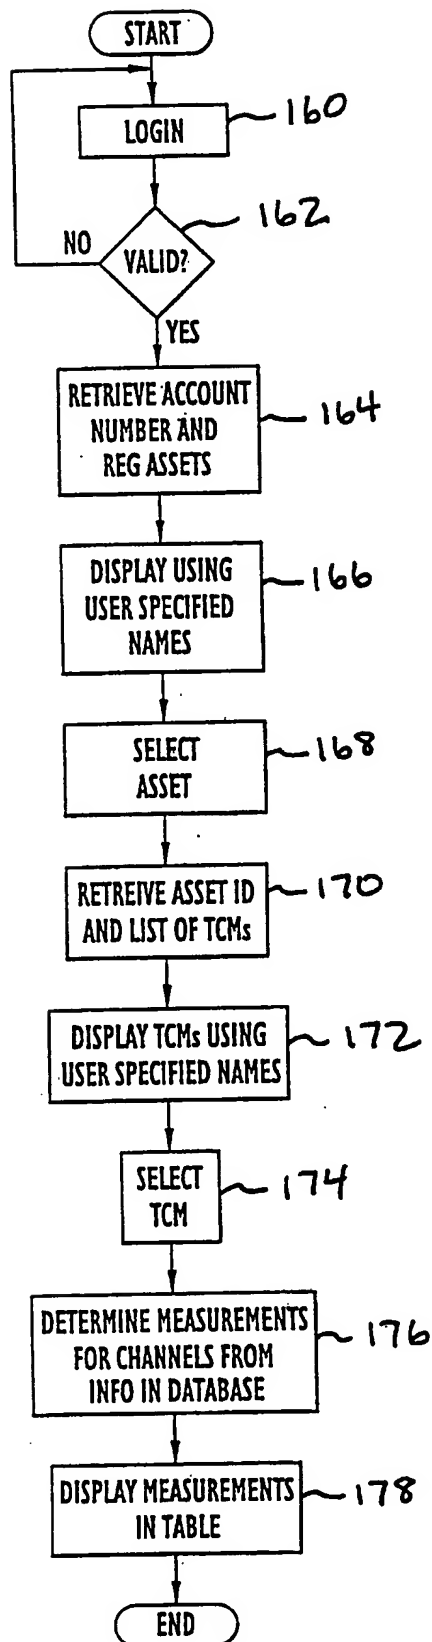 START
LOGIN
160
162
NO
VALID?
YES
RETRIEVE ACCOUNT
NUMBER AND
REG ASSETS
164
DISPLAY USING
USER SPECIFIED
NAMES
166
SELECT
ASSET
168
RETREIVE ASSET ID
AND LIST OF TCMs
170
DISPLAY TCMs USING
USER SPECIFIED NAMES
172
SELECT
TCM
174
DETERMINE MEASUREMENTS
FOR CHANNELS FROM
INFO IN DATABASE
176
DISPLAY MEASUREMENTS
IN TABLE
178
END